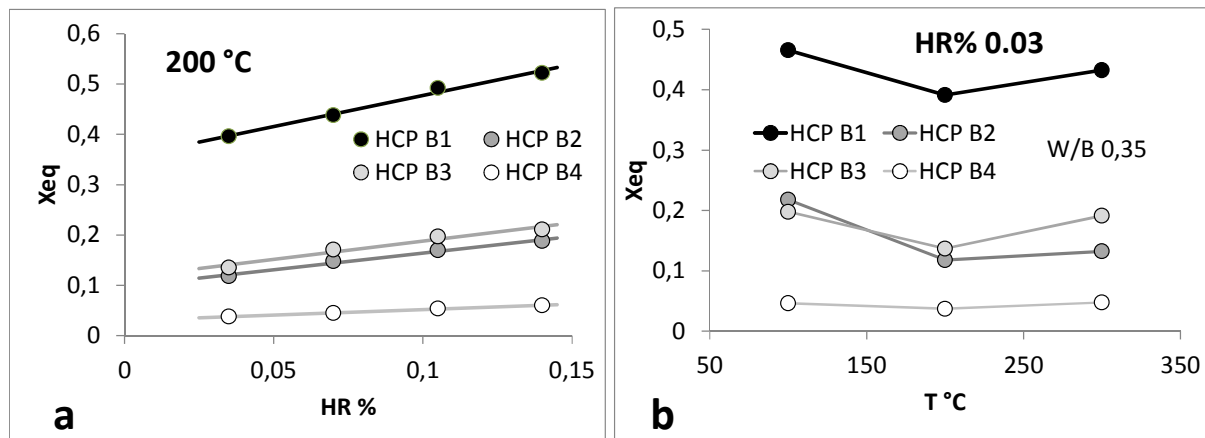 200 °C
Xeq
0,6
0,5
0,4
0,3
0,2
0,1
0
HCP B1
HCP B2
HCP B3
HCP B4
0
0,05
0,1
0,15
HR %
a
HR% 0.03
Xeq
0,5
0,4
0,3
0,2
0,1
0
HCP B1
HCP B2
HCP B3
HCP B4
W/B 0,35
50
150
250
350
T °C
b